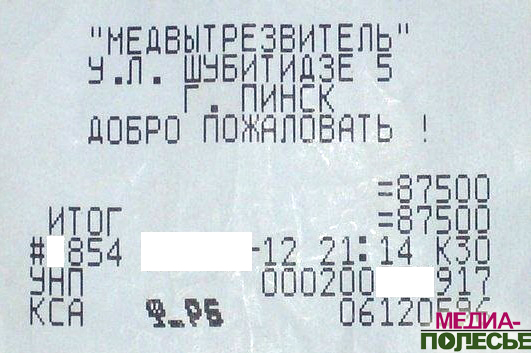 "МЕДВЫТРЕЗВИТЕЛЬ"
У.Л. ШУБИТИДЗЕ 5
Г. ПИНСК
ДОБРО ПОЖАЛОВАТЬ !
=87500
ИТОГ =87500
# 854 -12 21:14 К30
УНП 000200 917
КСА
МЕДИА-
ПОЛЕСЬЕ